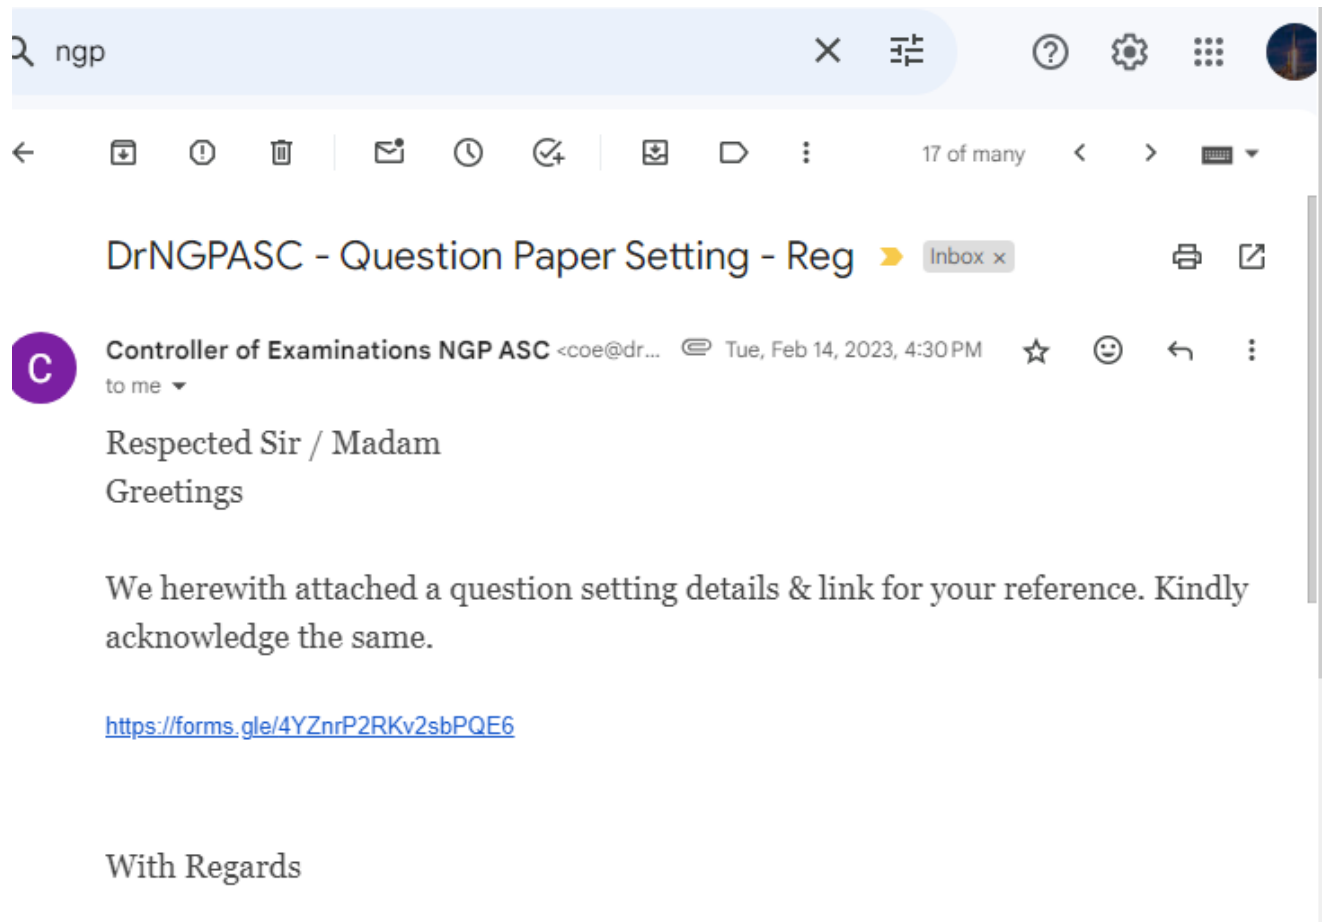 ngp
17 of many
DrNGPASC - Question Paper Setting - Reg
Inbox ×
Controller of Examinations NGP ASC <coe@dr... Tue, Feb 14, 2023, 4:30 PM
C
to me
Respected Sir / Madam
Greetings
We herewith attached a question setting details & link for your reference. Kindly
acknowledge the same.
https://forms.gle/4YZnrP2RKv2sbPQE6
With Regards